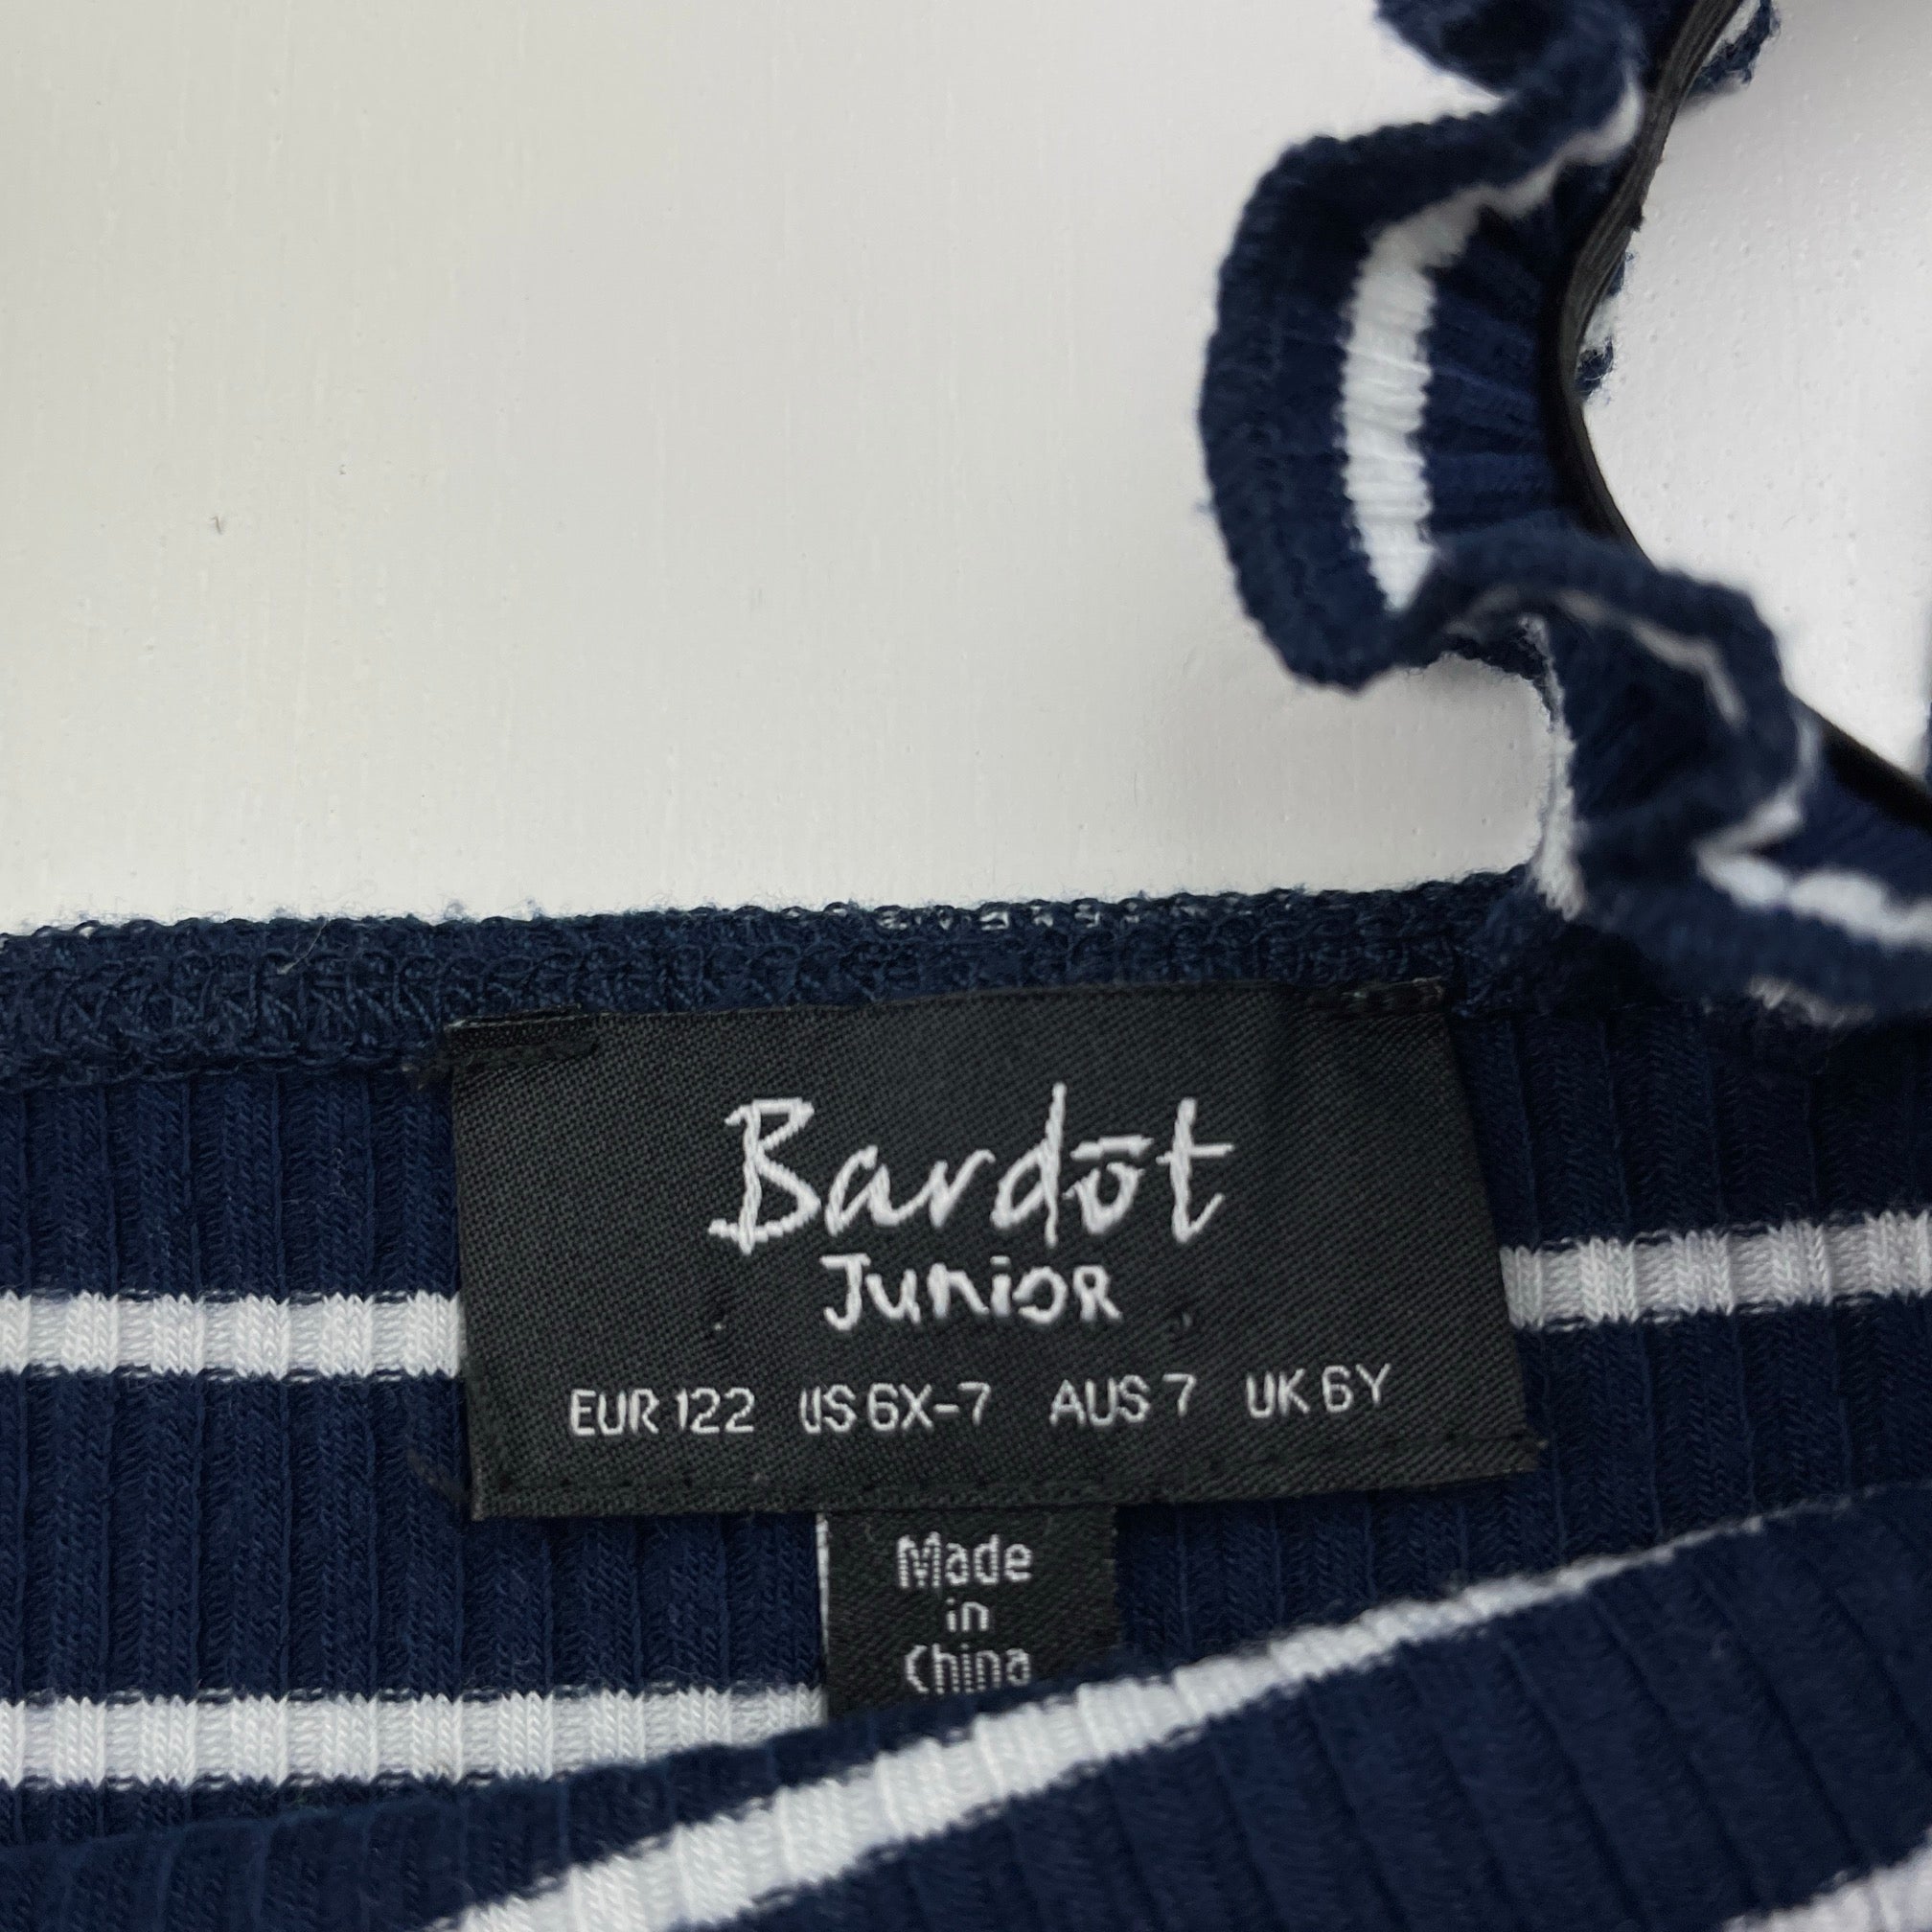 Bardōt
Junior
EUR 122 US 6X-7 AUS 7 UK 6Y
Made
in
China